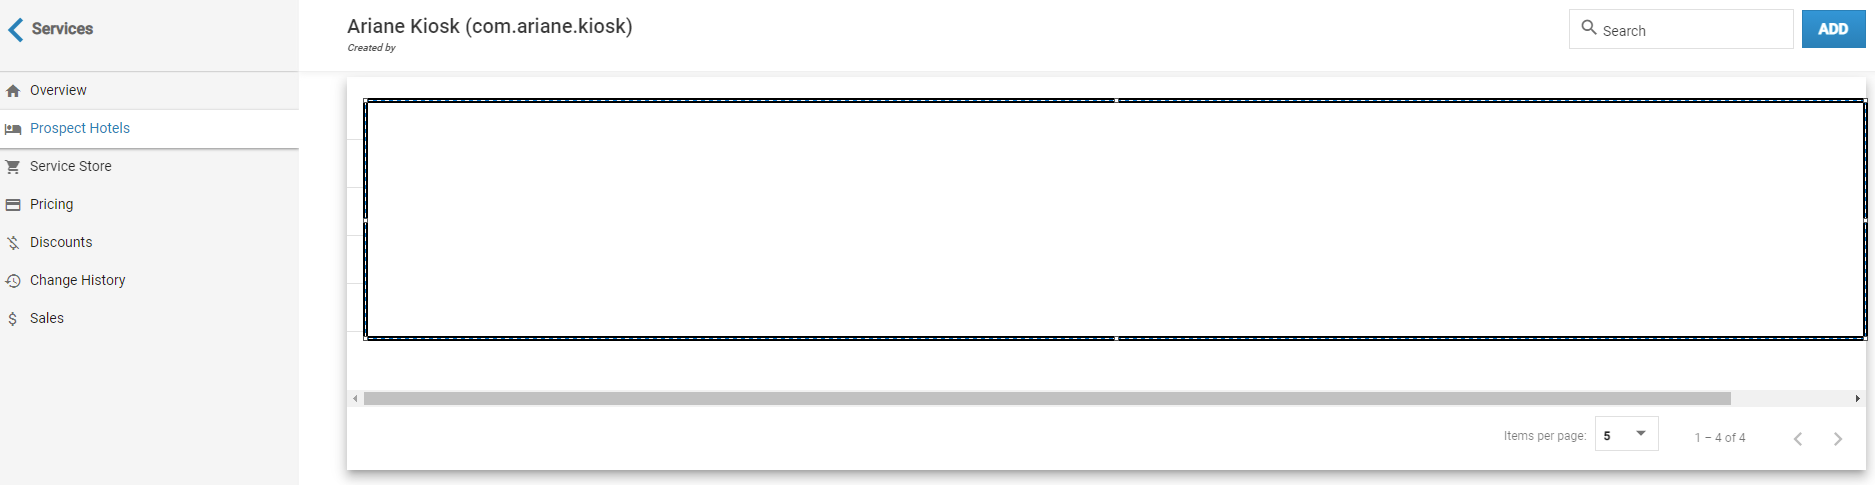 Services
Overview
Prospect Hotels
Service Store
Pricing
Discounts
Change History
Sales
Ariane Kiosk (com.ariane.kiosk)
Created by
Search
ADD
Items per page: 5 1 – 4 of 4